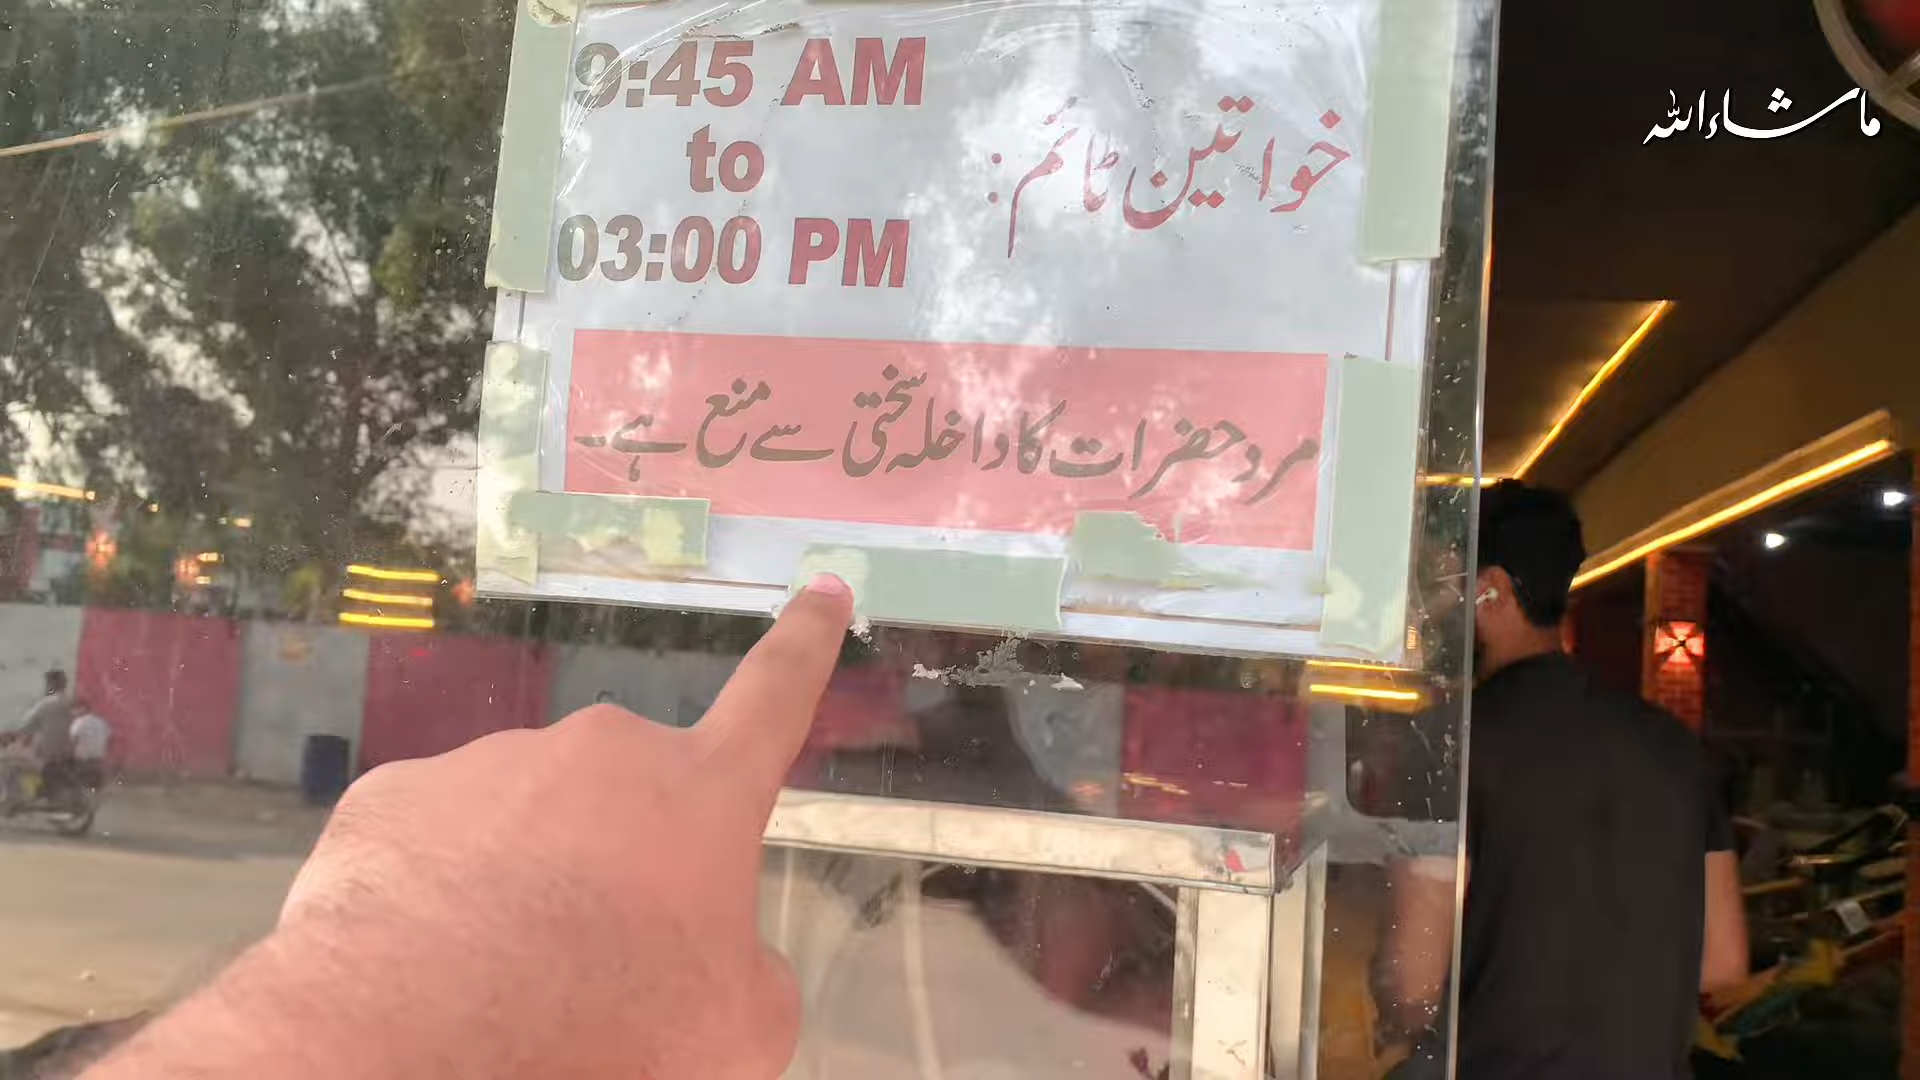 خواتین ٹائم:
9:45 AM
to
03:00 PM
مرد حضرات کا داخلہ سختی سے منع ہے۔
ماشاءاللہ